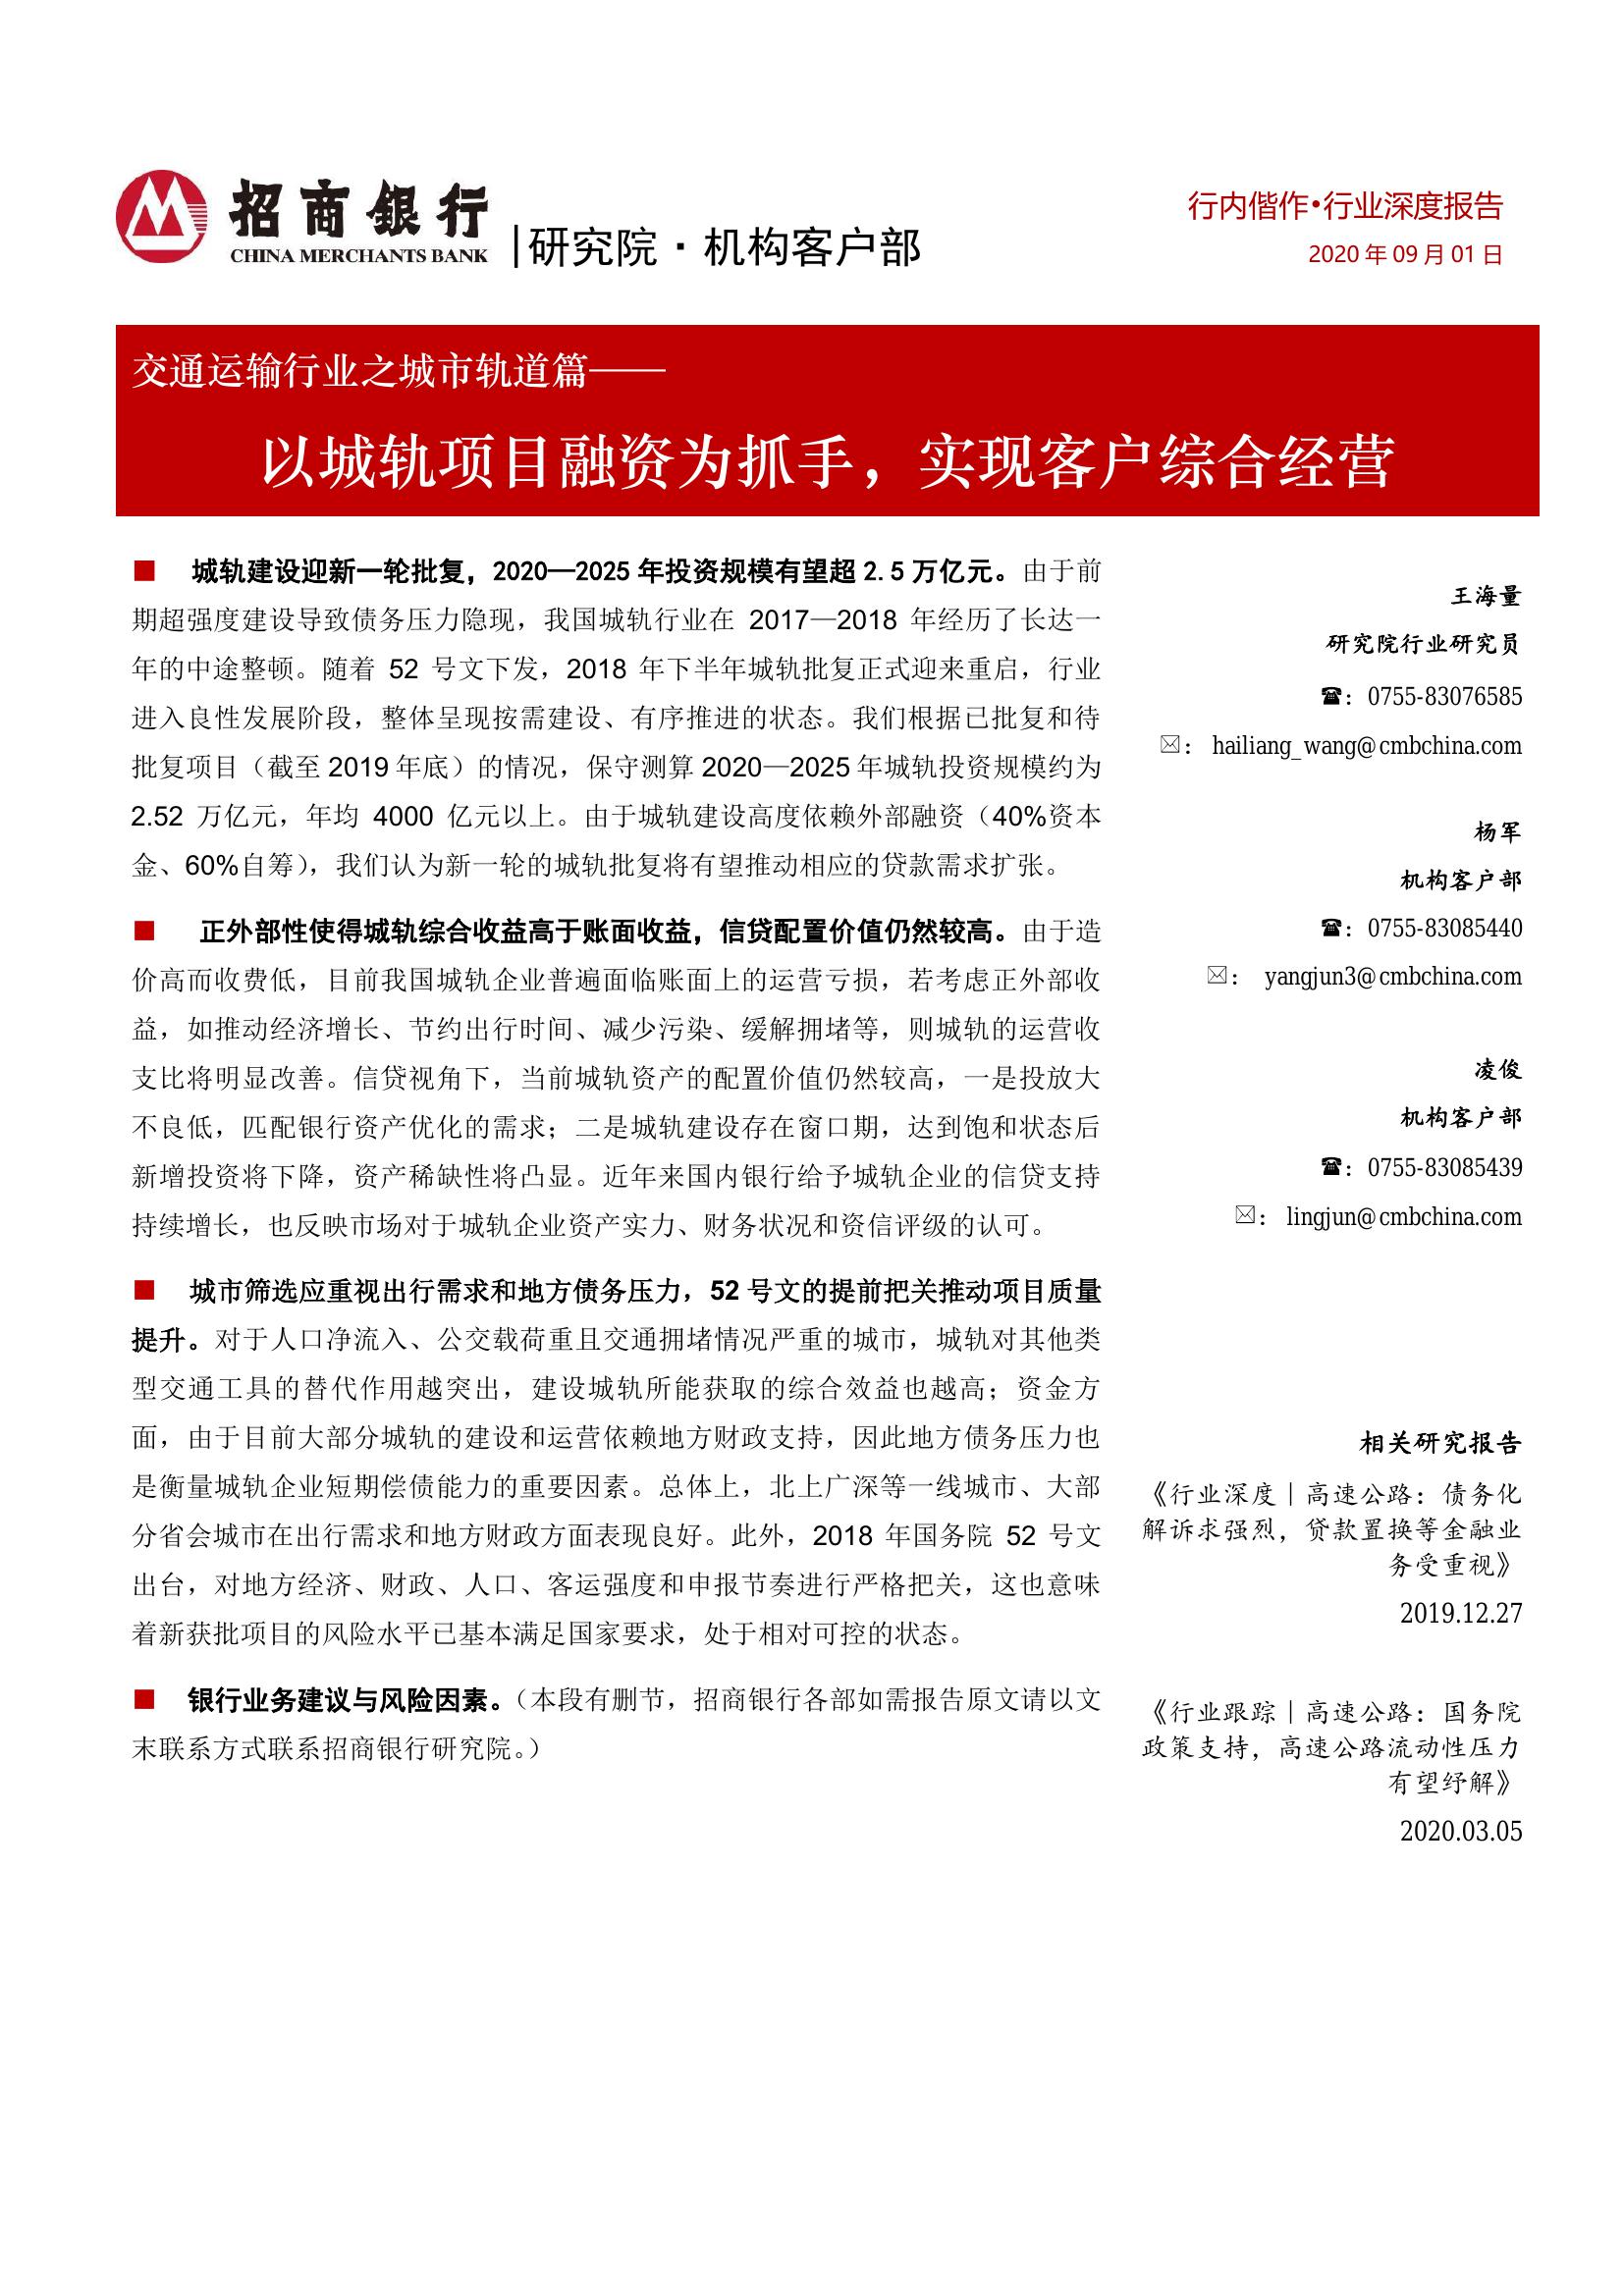 招商银行
CHINA MERCHANTS BANK
|研究院·机构客户部
行内偕作•行业深度报告
2020 年 09 月 01 日
交通运输行业之城市轨道篇——
以城轨项目融资为抓手，实现客户综合经营
■ 城轨建设迎新一轮批复，2020—2025 年投资规模有望超 2.5 万亿元。由于前
期超强度建设导致债务压力隐现，我国城轨行业在 2017—2018 年经历了长达一
年的中途整顿。随着 52 号文下发，2018 年下半年城轨批复正式迎来重启，行业
进入良性发展阶段，整体呈现按需建设、有序推进的状态。我们根据已批复和待
批复项目（截至 2019 年底）的情况，保守测算 2020—2025 年城轨投资规模约为
2.52 万亿元，年均 4000 亿元以上。由于城轨建设高度依赖外部融资（40%资本
金、60%自筹），我们认为新一轮的城轨批复将有望推动相应的贷款需求扩张。
■ 正外部性使得城轨综合收益高于账面收益，信贷配置价值仍然较高。由于造
价高而收费低，目前我国城轨企业普遍面临账面上的运营亏损，若考虑正外部收
益，如推动经济增长、节约出行时间、减少污染、缓解拥堵等，则城轨的运营收
支比将明显改善。信贷视角下，当前城轨资产的配置价值仍然较高，一是投放大
不良低，匹配银行资产优化的需求；二是城轨建设存在窗口期，达到饱和状态后
新增投资将下降，资产稀缺性将凸显。近年来国内银行给予城轨企业的信贷支持
持续增长，也反映市场对于城轨企业资产实力、财务状况和资信评级的认可。
■ 城市筛选应重视出行需求和地方债务压力，52 号文的提前把关推动项目质量
提升。对于人口净流入、公交载荷重且交通拥堵情况严重的城市，城轨对其他类
型交通工具的替代作用越突出，建设城轨所能获取的综合效益也越高；资金方
面，由于目前大部分城轨的建设和运营依赖地方财政支持，因此地方债务压力也
是衡量城轨企业短期偿债能力的重要因素。总体上，北上广深等一线城市、大部
分省会城市在出行需求和地方财政方面表现良好。此外，2018 年国务院 52 号文
出台，对地方经济、财政、人口、客运强度和申报节奏进行严格把关，这也意味
着新获批项目的风险水平已基本满足国家要求，处于相对可控的状态。
■ 银行业务建议与风险因素。（本段有删节，招商银行各部如需报告原文请以文
末联系方式联系招商银行研究院。）
王海量
研究院行业研究员
☎：0755-83076585
✉：hailiang_wang@cmbchina.com
杨军
机构客户部
☎：0755-83085440
✉：yangjun3@cmbchina.com
凌俊
机构客户部
☎：0755-83085439
✉：lingjun@cmbchina.com
相关研究报告
《行业深度｜高速公路：债务化
解诉求强烈，贷款置换等金融业
务受重视》
2019.12.27
《行业跟踪｜高速公路：国务院
政策支持，高速公路流动性压力
有望纾解》
2020.03.05